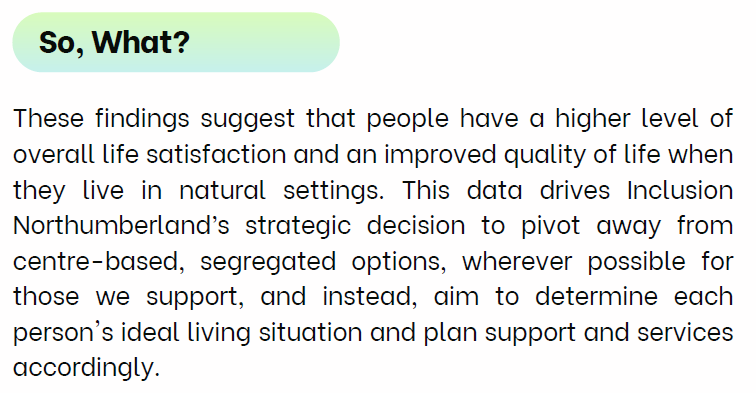 So, What?
These findings suggest that people have a higher level of
overall life satisfaction and an improved quality of life when
they live in natural settings. This data drives Inclusion
Northumberland’s strategic decision to pivot away from
centre-based, segregated options, wherever possible for
those we support, and instead, aim to determine each
person’s ideal living situation and plan support and services
accordingly.